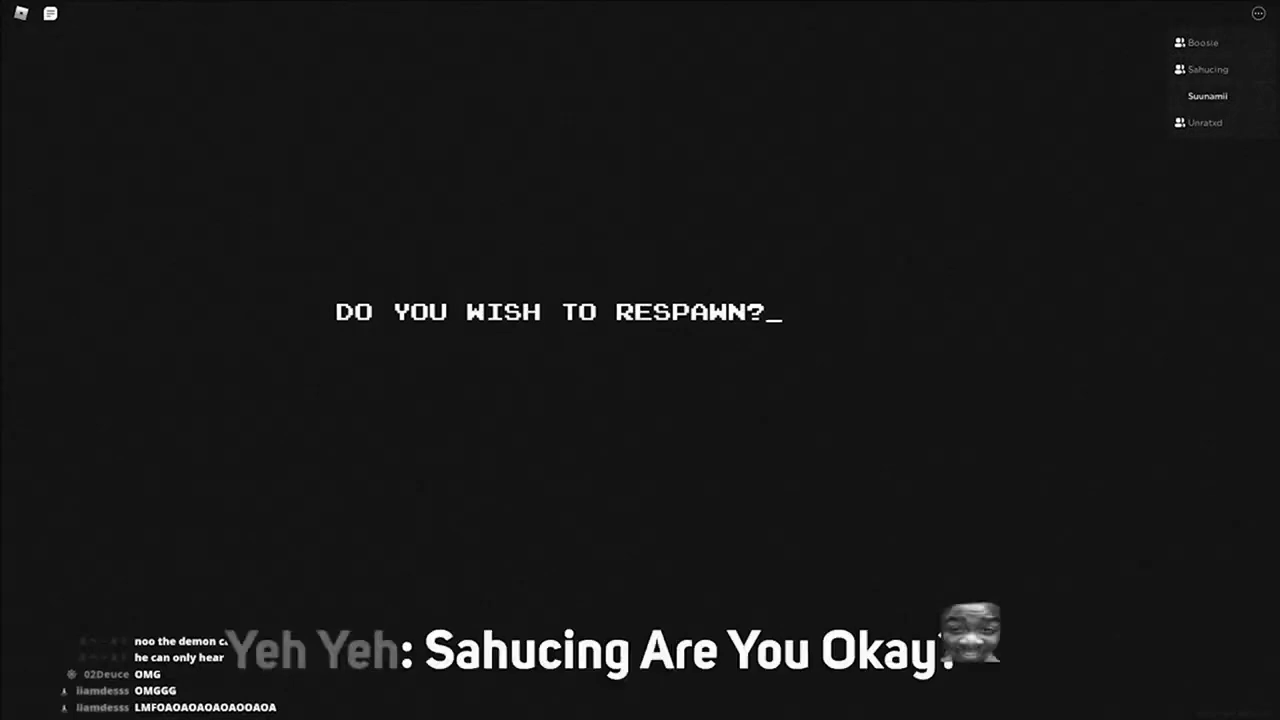 Boosie
Sahucing
Suunamii
Unratxd
DO YOU WISH TO RESPAWN?_
noo the demon
he can only hear
Yeh Yeh: Sahucing Are You Okay?
02Deuce OMG
liamdesss OMGGG
liamdesss LMFOAOAOAOAOAOOAOA